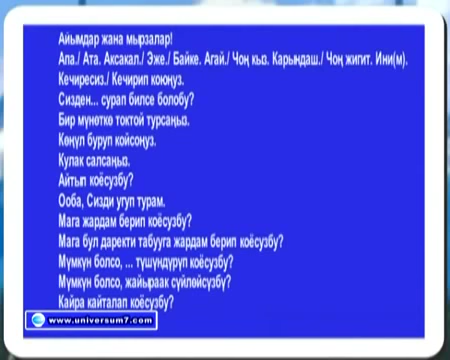 Айымдар жана мырзалар!
Апа./ Ата. Аксакал./ Эже./ Байке. Агай./ Чоң кыз. Карындаш./ Чоң жигит. Ини(м).
Кечиресиз./ Кечирип коюңуз.
Сизден... сурап билсе болобу?
Бир мүнөткө токтой турсаңыз.
Көңүл буруп койсоңуз.
Кулак салсаңыз.
Айтып коёсузбу?
Ооба, Сизди угуп турам.
Мага жардам берип коёсузбу?
Мага бул даректи табууга жардам берип коёсузбу?
Мүмкүн болсо, ... түшүндүрүп коёсузбу?
Мүмкүн болсо, жайыраак сүйлөйсүзбү?
Кайра кайталап коёсузбу?
www.universum7.com